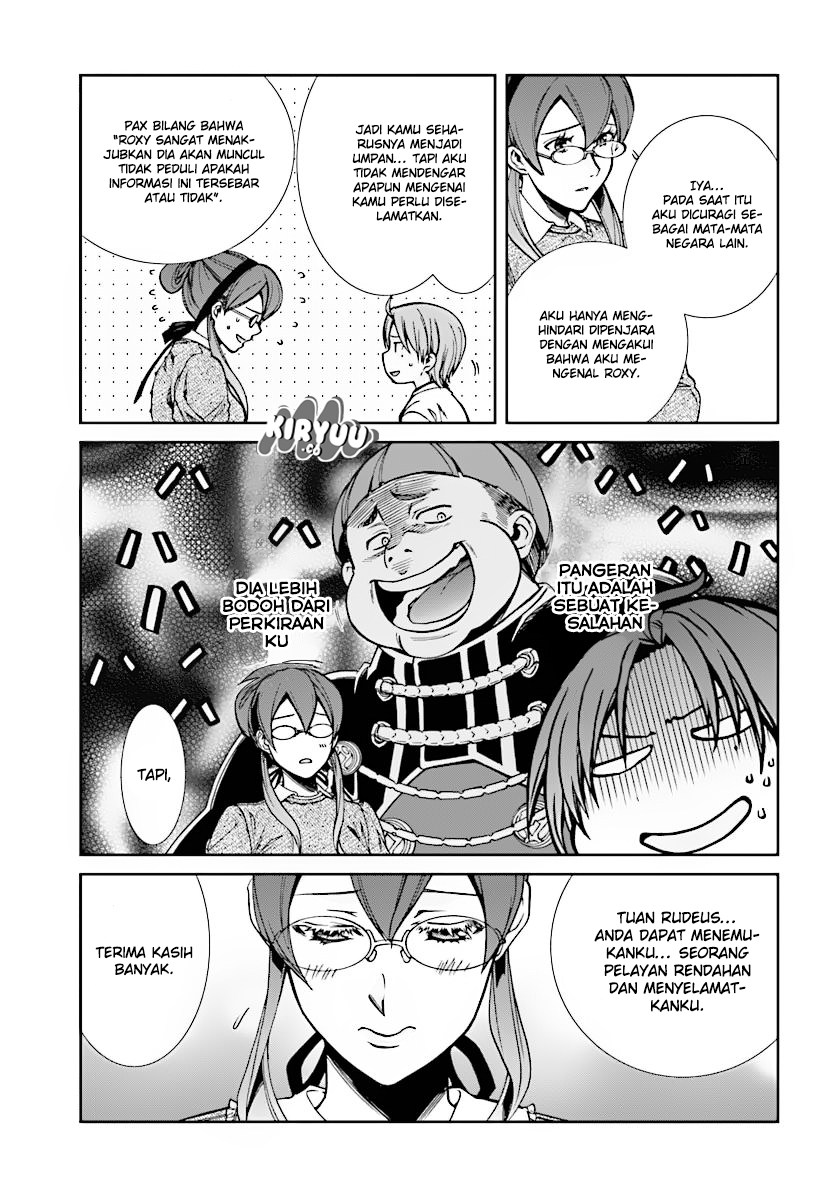 IYA...
PADA SAAT ITU
AKU DICURAGI SE-
BAGAI MATA-MATA
NEGARA LAIN.
AKU HANYA MENG-
HINDARI DIPENJARA
DENGAN MENGAKUI
BAHWA AKU ME-
NGENAL ROXY.
JADI KAMU SEHA-
RUSNYA MENJADI
UMPAN... TAPI AKU
TIDAK MENDENGAR
APAPUN MENGENAI
KAMU PERLU DISE-
LAMATKAN.
PAX BILANG BAHWA
"ROXY SANGAT MENAK-
JUBKAN DIA AKAN MUNCUL
TIDAK PEDULI APAKAH
INFORMASI INI TERSEBAR
ATAU TIDAK".
KIRYUU
.CO
PANGERAN
ITU ADALAH
SEBUAT KE-
SALAHAN
DIA LEBIH
BODOH DARI
PERKIRAAN
KU
TAPI,
TUAN RUDEUS...
ANDA DAPAT MENEMU-
KANKU... SEORANG
PELAYAN RENDAHAN
DAN MENYELAMAT-
KANKU.
TERIMA KASIH
BANYAK.